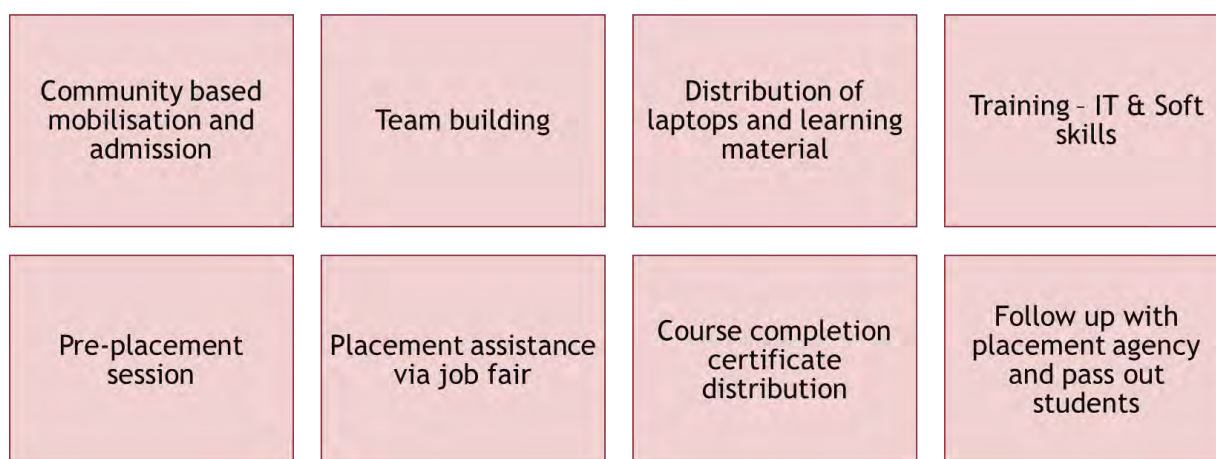 Community based
mobilisation and
admission
Team building
Distribution of
laptops and learning
material
Training - IT & Soft
skills
Pre-placement
session
Placement assistance
via job fair
Course completion
certificate
distribution
Follow up with
placement agency
and pass out
students